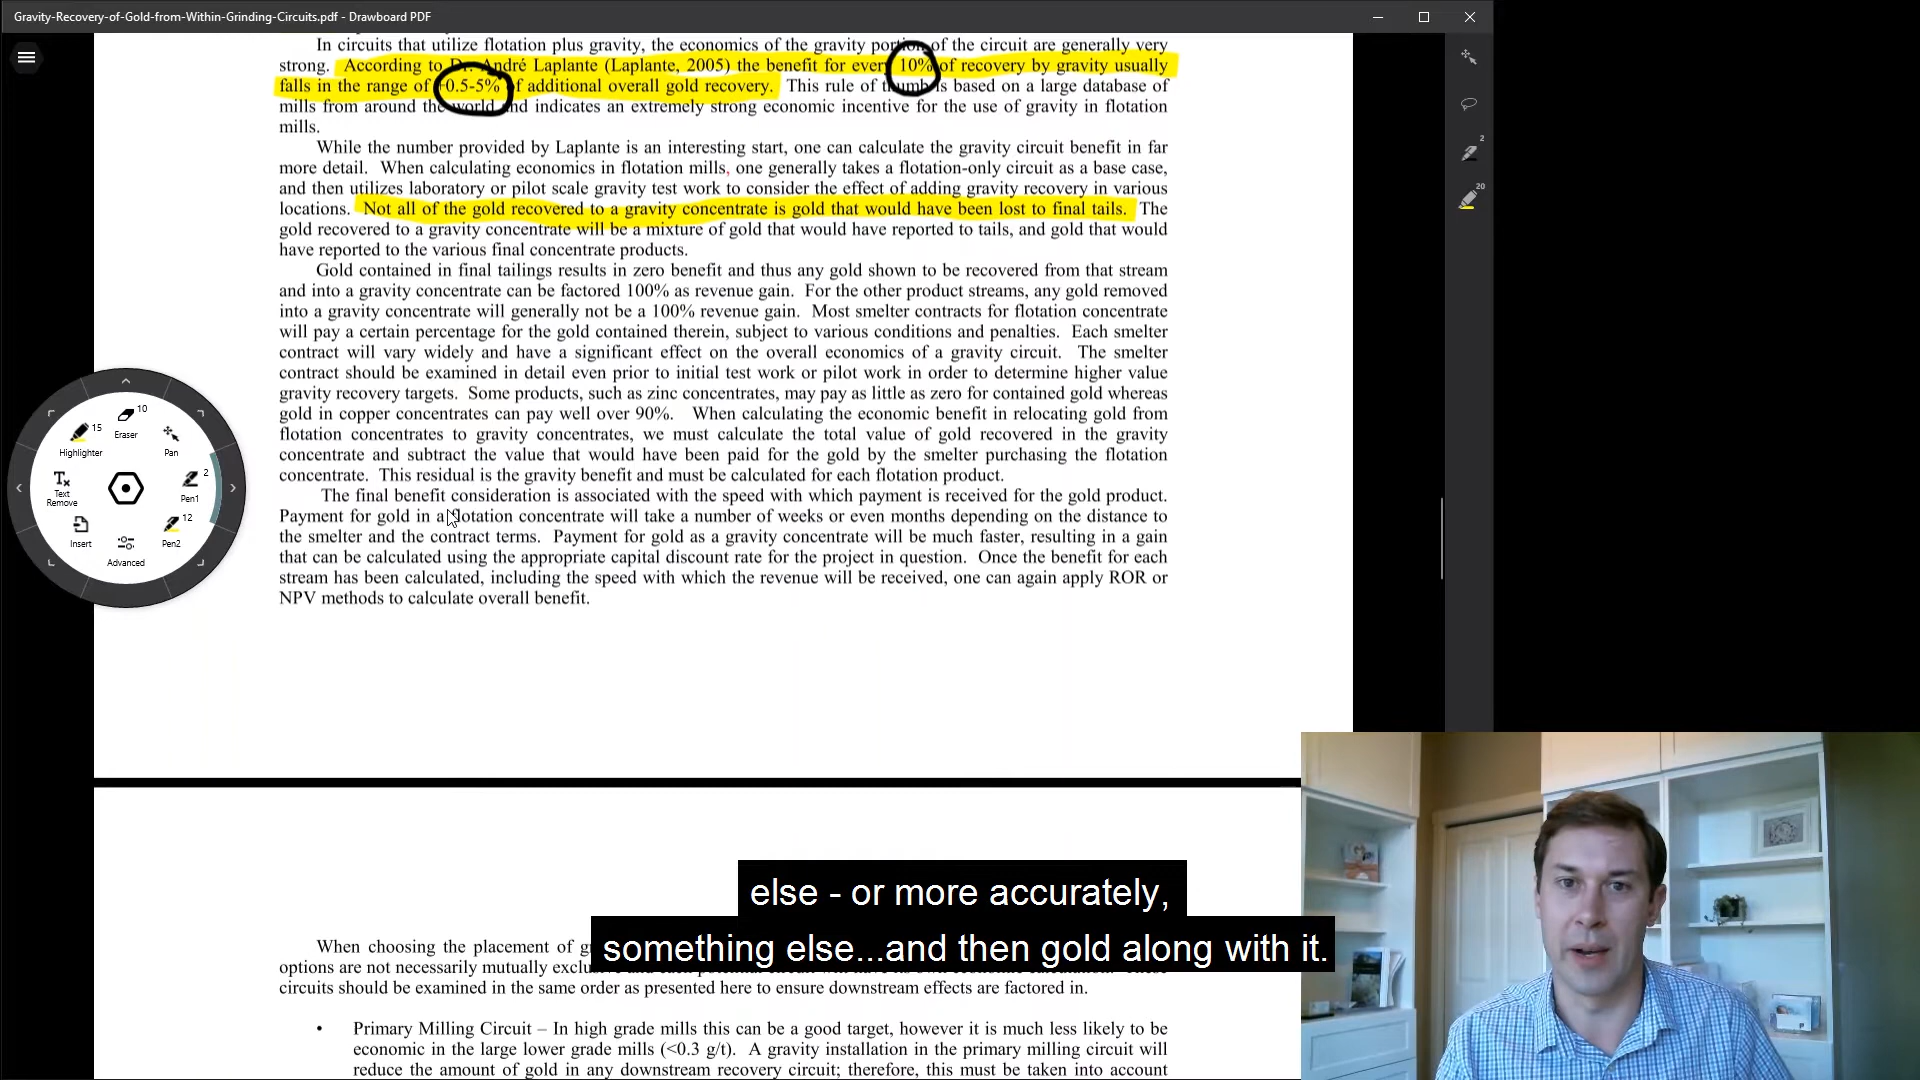 Gravity-Recovery-of-Gold-from-Within-Grinding-Circuits.pdf - Drawboard PDF
In circuits that utilize flotation plus gravity, the economics of the gravity portion of the circuit are generally very
strong. According to Dr. André Laplante (Laplante, 2005) the benefit for every 10% of recovery by gravity usually
falls in the range of +0.5-5% of additional overall gold recovery. This rule of thumb is based on a large database of
mills from around the world and indicates an extremely strong economic incentive for the use of gravity in flotation
mills.
While the number provided by Laplante is an interesting start, one can calculate the gravity circuit benefit in far
more detail. When calculating economics in flotation mills, one generally takes a flotation-only circuit as a base case,
and then utilizes laboratory or pilot scale gravity test work to consider the effect of adding gravity recovery in various
locations. Not all of the gold recovered to a gravity concentrate is gold that would have been lost to final tails. The
gold recovered to a gravity concentrate will be a mixture of gold that would have reported to tails, and gold that would
have reported to the various final concentrate products.
Gold contained in final tailings results in zero benefit and thus any gold shown to be recovered from that stream
and into a gravity concentrate can be factored 100% as revenue gain. For the other product streams, any gold removed
into a gravity concentrate will generally not be a 100% revenue gain. Most smelter contracts for flotation concentrate
will pay a certain percentage for the gold contained therein, subject to various conditions and penalties. Each smelter
contract will vary widely and have a significant effect on the overall economics of a gravity circuit. The smelter
contract should be examined in detail even prior to initial test work or pilot work in order to determine higher value
gravity recovery targets. Some products, such as zinc concentrates, may pay as little as zero for contained gold whereas
gold in copper concentrates can pay well over 90%. When calculating the economic benefit in relocating gold from
flotation concentrates to gravity concentrates, we must calculate the total value of gold recovered in the gravity
concentrate and subtract the value that would have been paid for the gold by the smelter purchasing the flotation
concentrate. This residual is the gravity benefit and must be calculated for each flotation product.
The final benefit consideration is associated with the speed with which payment is received for the gold product.
Payment for gold in a flotation concentrate will take a number of weeks or even months depending on the distance to
the smelter and the contract terms. Payment for gold as a gravity concentrate will be much faster, resulting in a gain
that can be calculated using the appropriate capital discount rate for the project in question. Once the benefit for each
stream has been calculated, including the speed with which the revenue will be received, one can again apply ROR or
NPV methods to calculate overall benefit.
10
Eraser
15
Highlighter
Pan
Text
Remove
2
Pen1
Insert
12
Pen2
Advanced
2
20
When choosing the placement of
options are not necessarily mutually
circuits should be examined in the same order as presented here to ensure downstream effects are factored in.
• Primary Milling Circuit – In high grade mills this can be a good target, however it is much less likely to be
economic in the large lower grade mills (<0.3 g/t). A gravity installation in the primary milling circuit will
reduce the amount of gold in any downstream recovery circuit; therefore, this must be taken into account
else - or more accurately,
something else...and then gold along with it.